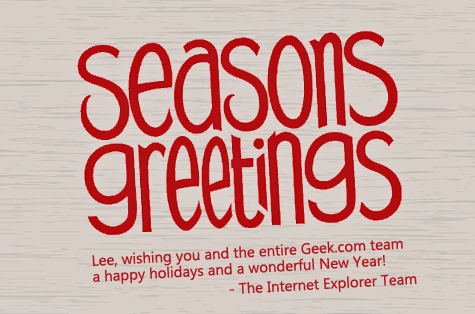 seasons
greetings
Lee, wishing you and the entire Geek.com team
a happy holidays and a wonderful New Year!
- The Internet Explorer Team